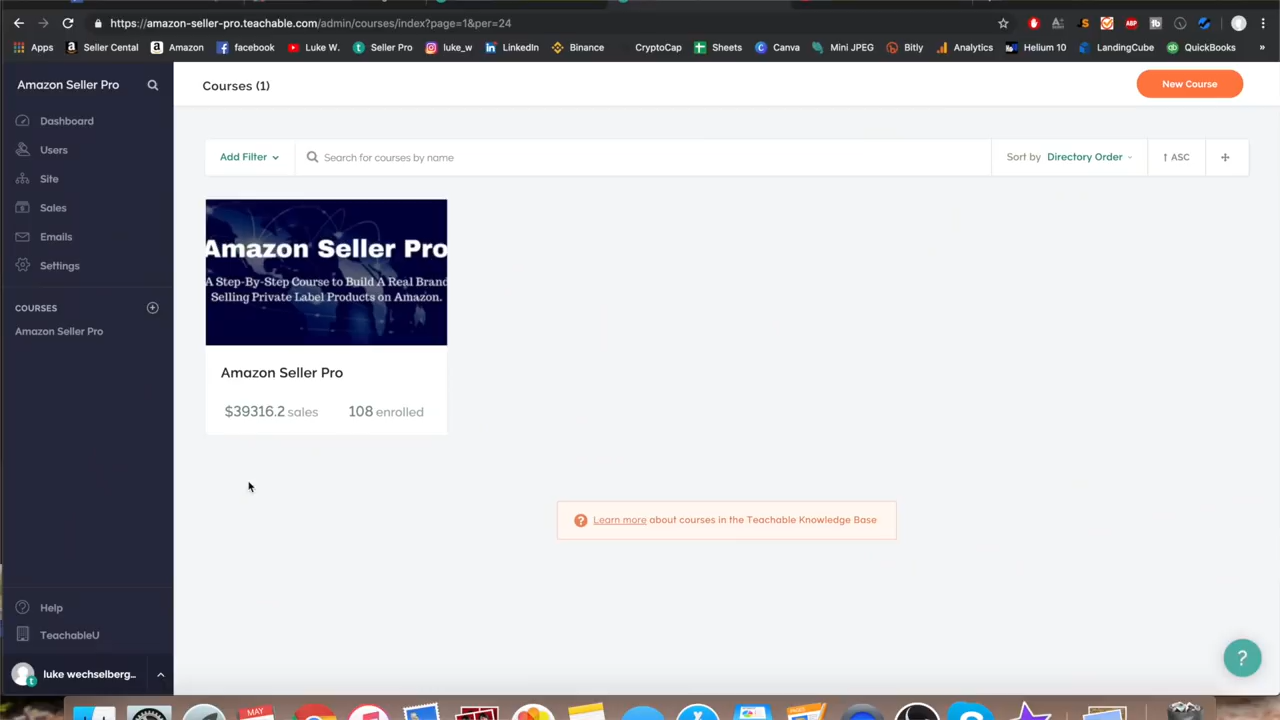 https://amazon-seller-pro.teachable.com/admin/courses/index?page=1&per=24
ABP
Apps Seller Cental Amazon facebook Luke W. Seller Pro luke_w LinkedIn Binance CryptoCap Sheets Canva Mini JPEG Bitly Analytics Helium 10 LandingCube QuickBooks »
Amazon Seller Pro
Courses (1)
New Course
Dashboard
Users
Site
Sales
Emails
Settings
COURSES
Amazon Seller Pro
Add Filter
Search for courses by name
Sort by Directory Order
↑ ASC
Amazon Seller Pro
A Step-By-Step Course to Build A Real Brand
Selling Private Label Products on Amazon.
Amazon Seller Pro
$39316.2 sales 108 enrolled
? Learn more about courses in the Teachable Knowledge Base
Help
TeachableU
luke wechselberg...
?
MAY